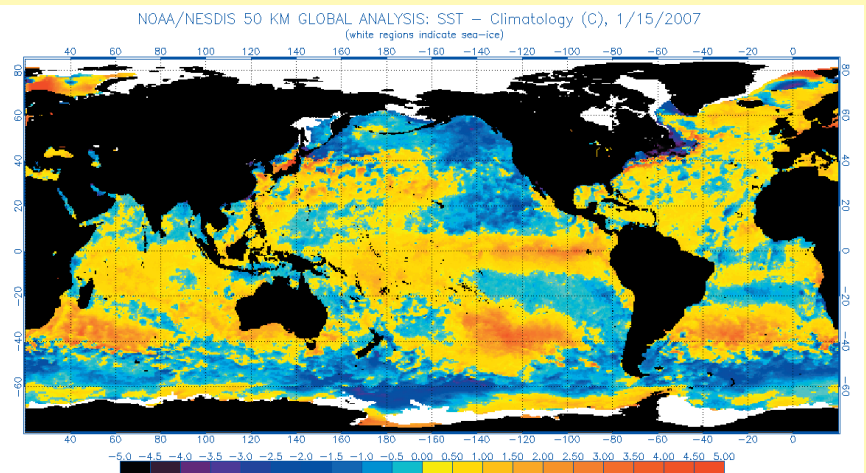 NOAA/NESDIS 50 KM GLOBAL ANALYSIS: SST – Climatology (C), 1/15/2007
(white regions indicate sea-ice)
40 60 80 100 120 140 160 180 -160 -140 -120 -100 -80 -60 -40 -20 0
80 80
60 60
40 40
20 20
0 0
-20 -20
-40 -40
-60 -60
40 60 80 100 120 140 160 180 -160 -140 -120 -100 -80 -60 -40 -20 0
-5.0 -4.5 -4.0 -3.5 -3.0 -2.5 -2.0 -1.5 -1.0 -0.5 0.00 0.50 1.00 1.50 2.00 2.50 3.00 3.50 4.00 4.50 5.00